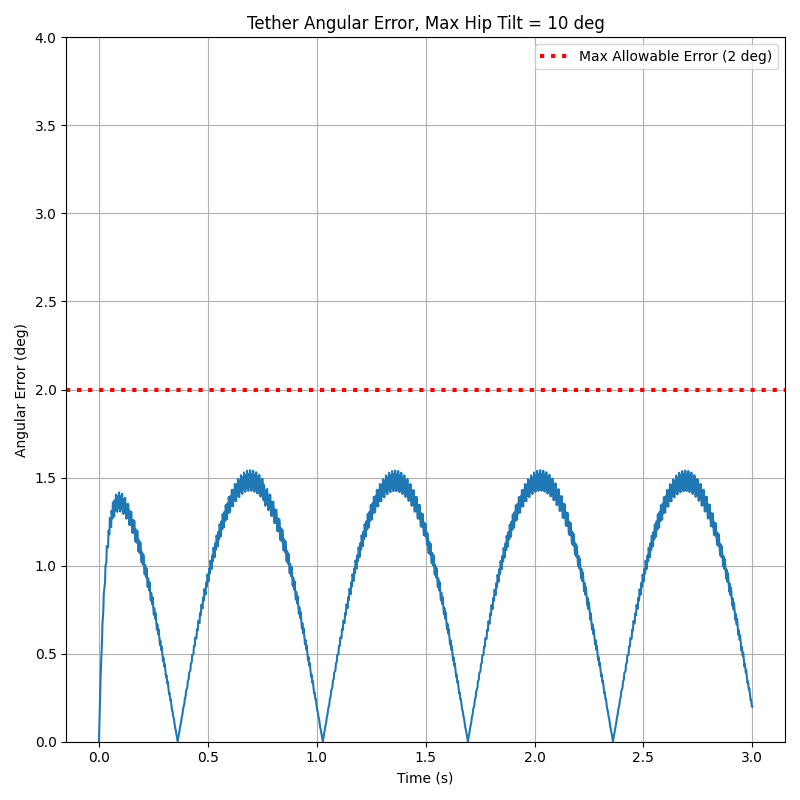 Tether Angular Error, Max Hip Tilt = 10 deg
Max Allowable Error (2 deg)
4.0
3.5
3.0
2.5
2.0
1.5
1.0
0.5
0.0
Angular Error (deg)
0.0 0.5 1.0 1.5 2.0 2.5 3.0
Time (s)